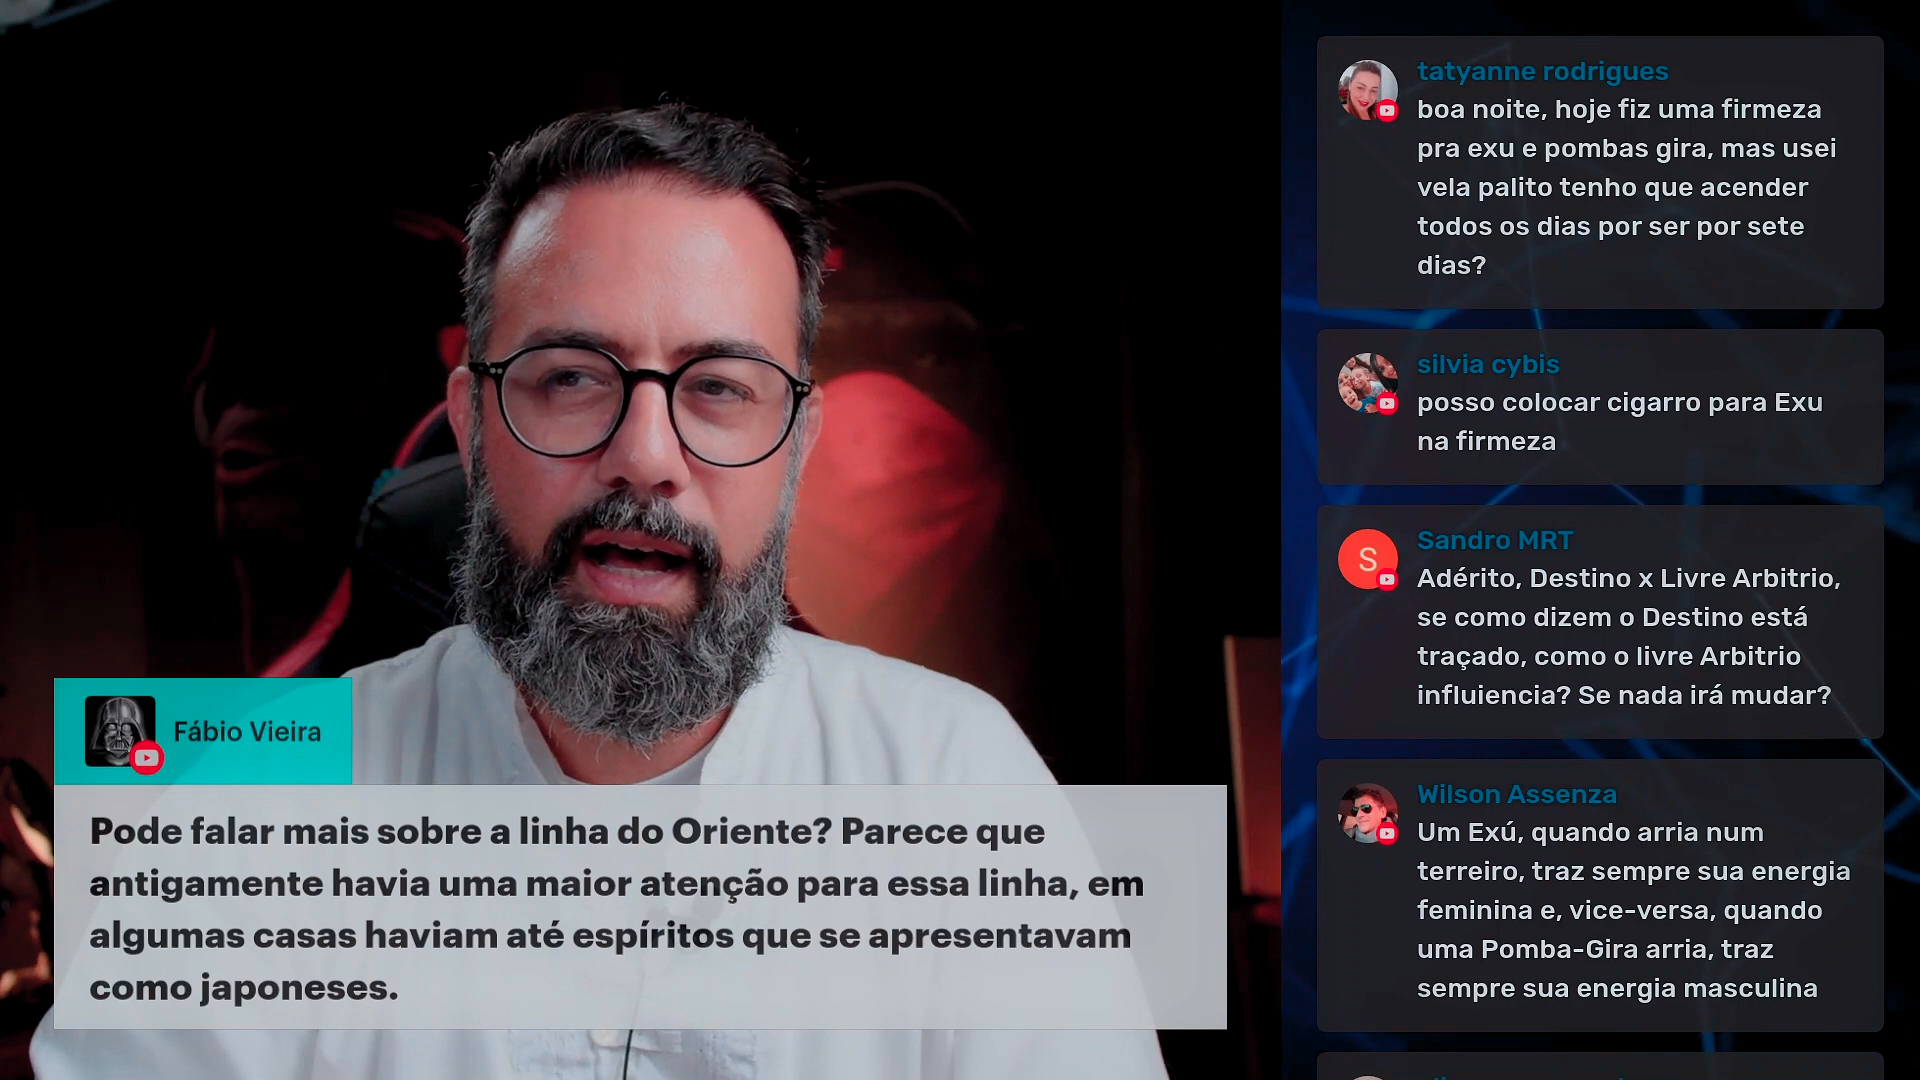 Fábio Vieira
Pode falar mais sobre a linha do Oriente? Parece que
antigamente havia uma maior atenção para essa linha, em
algumas casas haviam até espíritos que se apresentavam
como japoneses.
tatyanne rodrigues
boa noite, hoje fiz uma firmeza
pra exu e pombas gira, mas usei
vela palito tenho que acender
todos os dias por ser por sete
dias?
silvia cybis
posso colocar cigarro para Exu
na firmeza
S
Sandro MRT
Adérito, Destino x Livre Arbitrio,
se como dizem o Destino está
traçado, como o livre Arbitrio
influiencia? Se nada irá mudar?
Wilson Assenza
Um Exú, quando arria num
terreiro, traz sempre sua energia
feminina e, vice-versa, quando
uma Pomba-Gira arria, traz
sempre sua energia masculina